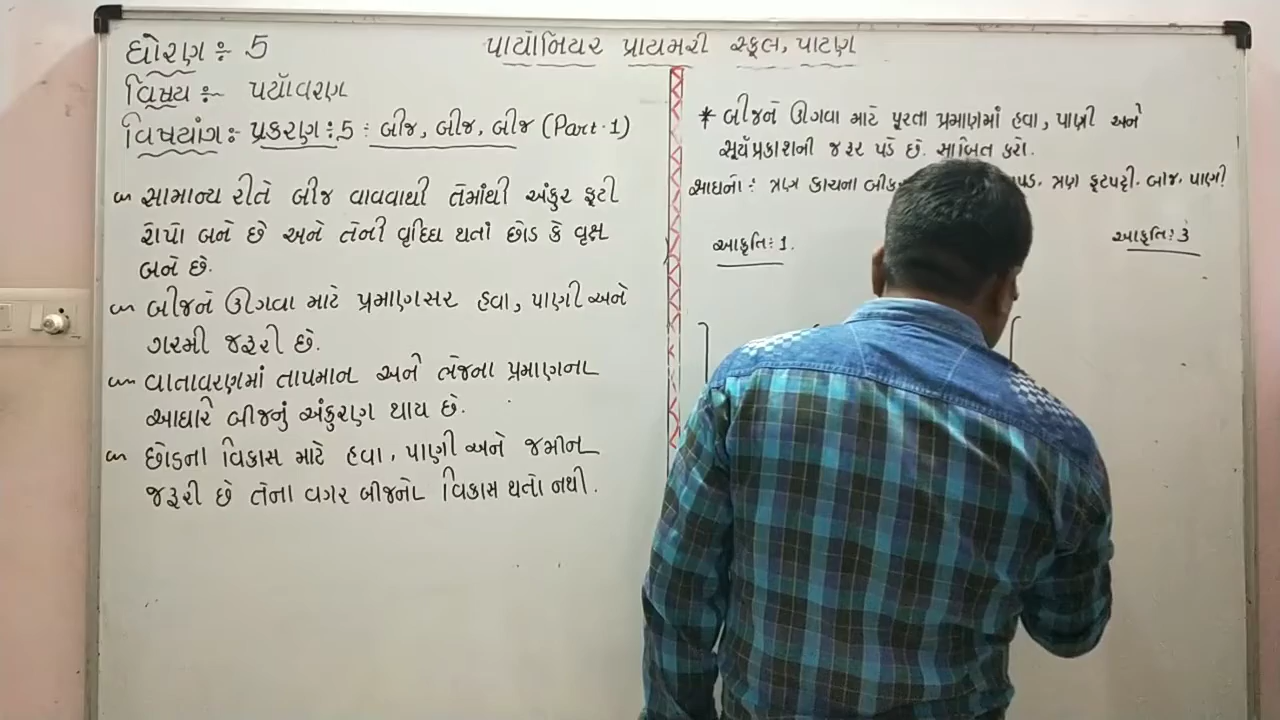 પાયોનિયર પ્રાયમરી સ્કૂલ, પાટણ
ધોરણ ઃ 5
વિષય ઃ પર્યાવરણ
વિષયાંગ ઃ પ્રકરણ ઃ 5 ઃ બીજ, બીજ, બીજ (Part-1)
સામાન્ય રીતે બીજ વાવવાથી તેમાંથી અંકુર ફૂટી
રોપો બને છે અને તેની વૃદ્ધિ થતાં છોડ કે વૃક્ષ
બને છે.
બીજને ઊગવા માટે પ્રમાણસર હવા, પાણી અને
ગરમી જરૂરી છે.
વાતાવરણમાં તાપમાન અને ભેજના પ્રમાણના
આધારે બીજનું અંકુરણ થાય છે.
છોડના વિકાસ માટે હવા, પાણી અને જમીન
જરૂરી છે તેના વગર બીજનો વિકાસ થતો નથી.
* બીજને ઊગવા માટે પૂરતા પ્રમાણમાં હવા, પાણી અને
સૂર્યપ્રકાશની જરૂર પડે છે. સાબિત કરો.
સાધનો ઃ ત્રણ કાચના ત્રણ ફૂટપટ્ટી, બીજ, પાણી
આકૃતિ ઃ 1.
આકૃતિ ઃ 3